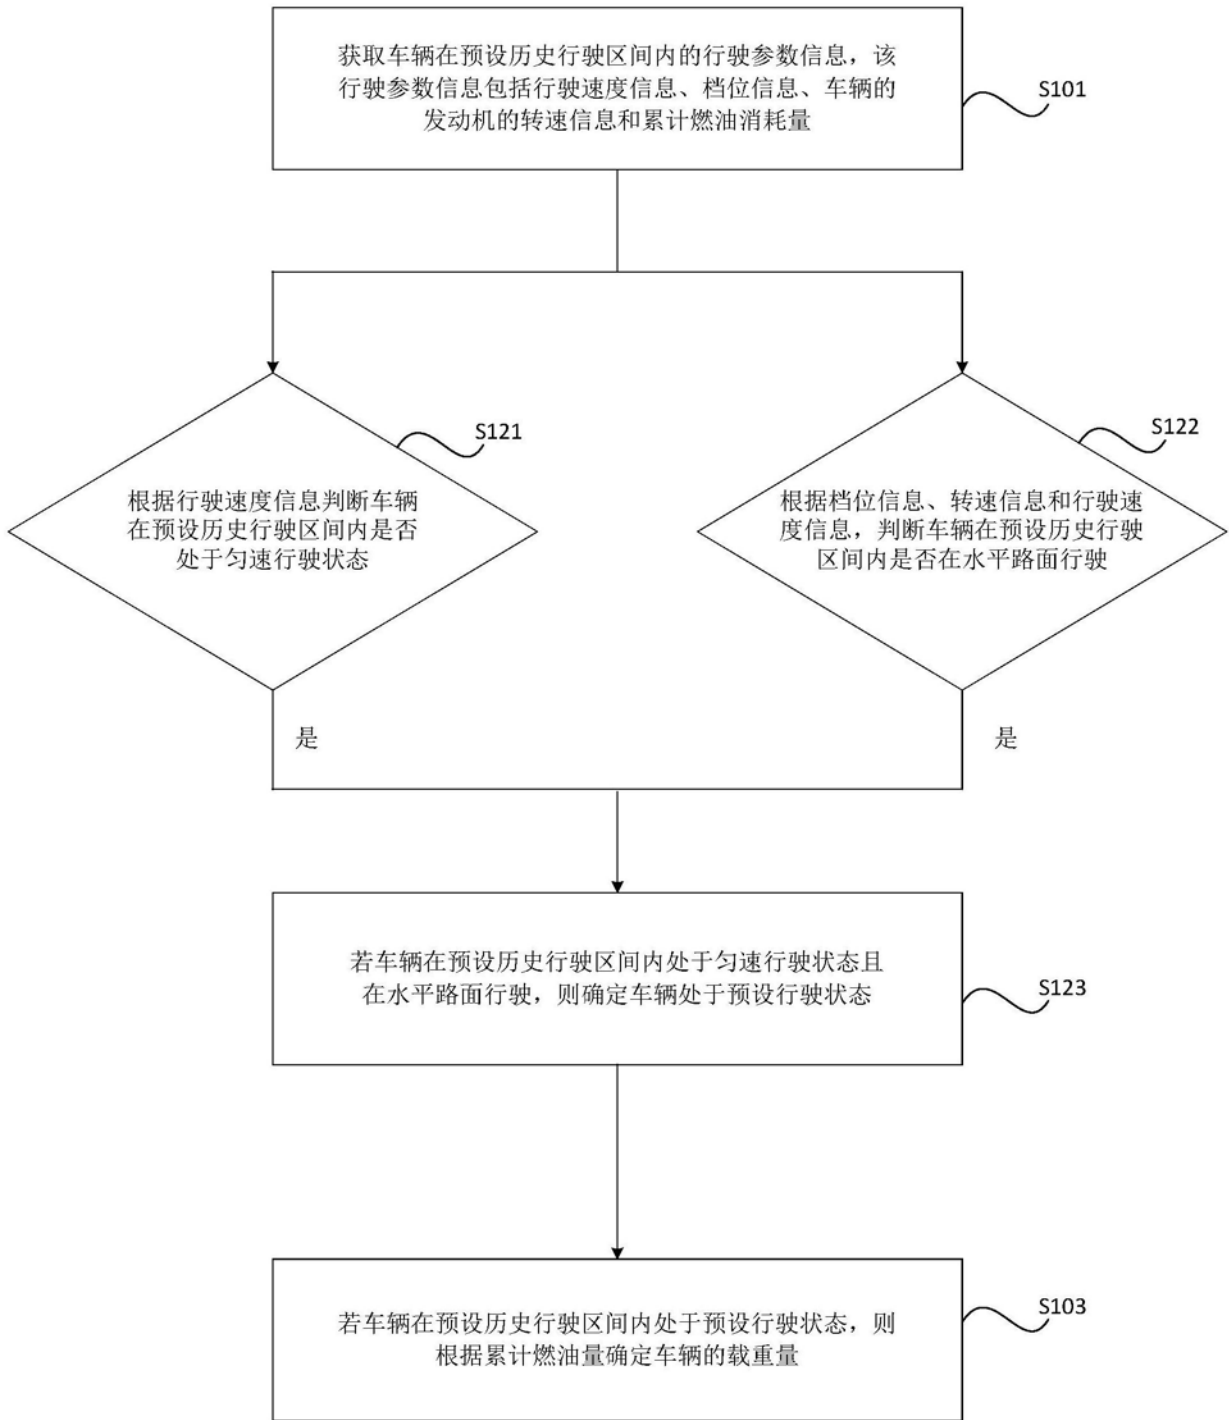 获取车辆在预设历史行驶区间内的行驶参数信息，该
行驶参数信息包括行驶速度信息、档位信息、车辆的
发动机的转速信息和累计燃油消耗量
S101
S121
根据行驶速度信息判断车辆
在预设历史行驶区间内是否
处于匀速行驶状态
S122
根据档位信息、转速信息和行驶速
度信息，判断车辆在预设历史行驶
区间内是否在水平路面行驶
是
是
若车辆在预设历史行驶区间内处于匀速行驶状态且
在水平路面行驶，则确定车辆处于预设行驶状态
S123
若车辆在预设历史行驶区间内处于预设行驶状态，则
根据累计燃油量确定车辆的载重量
S103